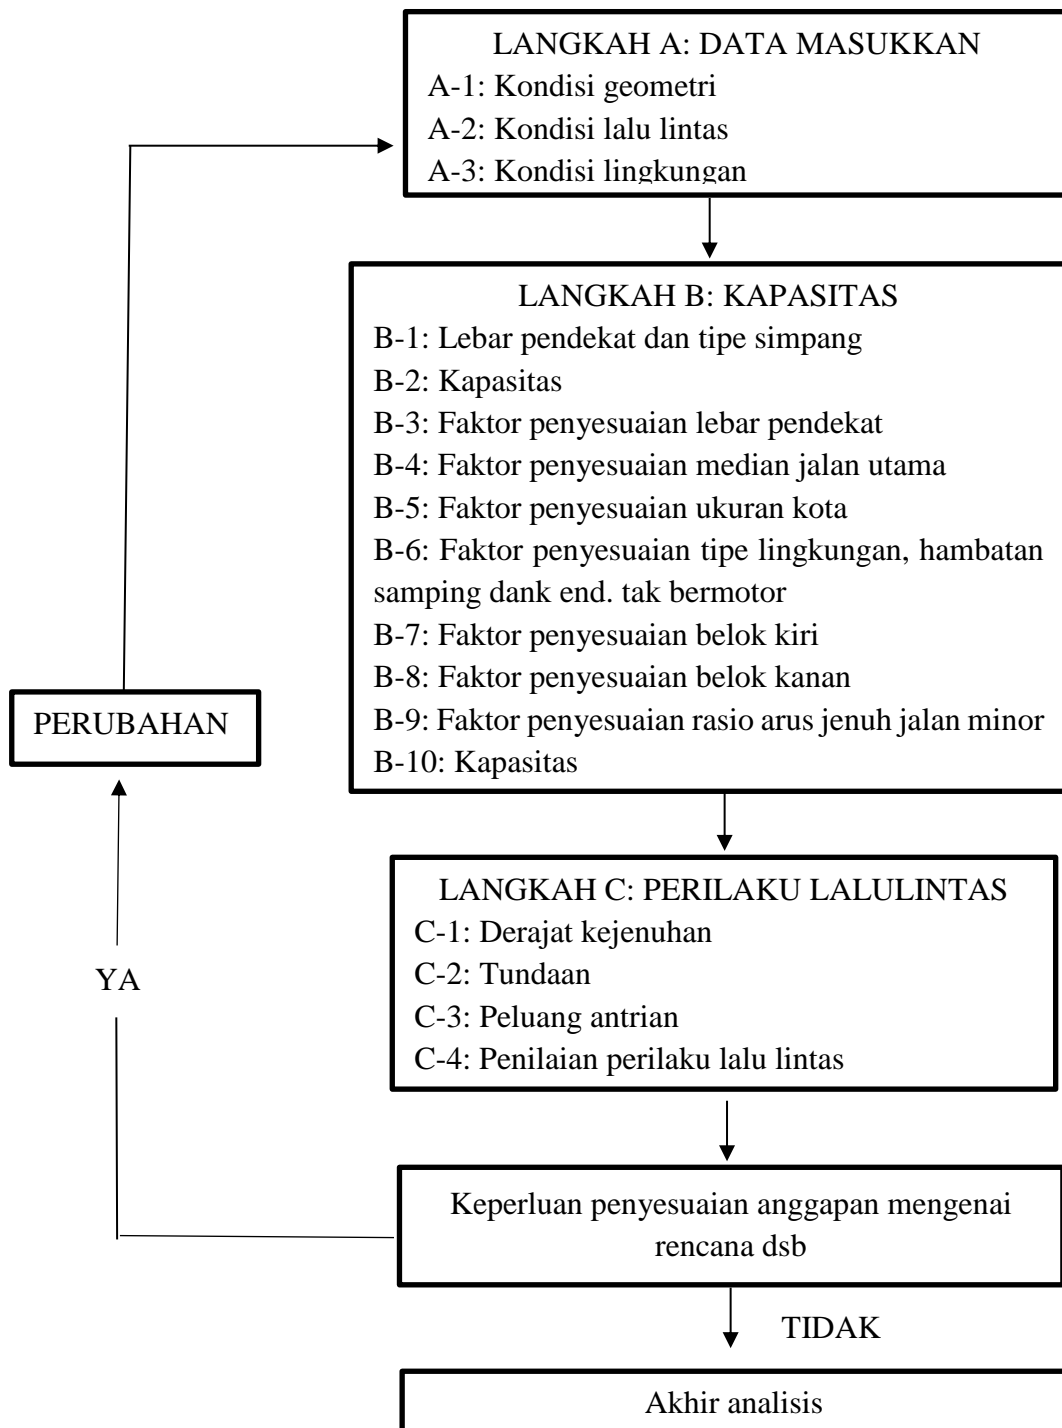 LANGKAH A: DATA MASUKKAN
A-1: Kondisi geometri
A-2: Kondisi lalu lintas
A-3: Kondisi lingkungan
LANGKAH B: KAPASITAS
B-1: Lebar pendekat dan tipe simpang
B-2: Kapasitas
B-3: Faktor penyesuaian lebar pendekat
B-4: Faktor penyesuaian median jalan utama
B-5: Faktor penyesuaian ukuran kota
B-6: Faktor penyesuaian tipe lingkungan, hambatan
samping dank end. tak bermotor
B-7: Faktor penyesuaian belok kiri
B-8: Faktor penyesuaian belok kanan
B-9: Faktor penyesuaian rasio arus jenuh jalan minor
B-10: Kapasitas
PERUBAHAN
LANGKAH C: PERILAKU LALULINTAS
C-1: Derajat kejenuhan
C-2: Tundaan
C-3: Peluang antrian
C-4: Penilaian perilaku lalu lintas
YA
Keperluan penyesuaian anggapan mengenai
rencana dsb
TIDAK
Akhir analisis